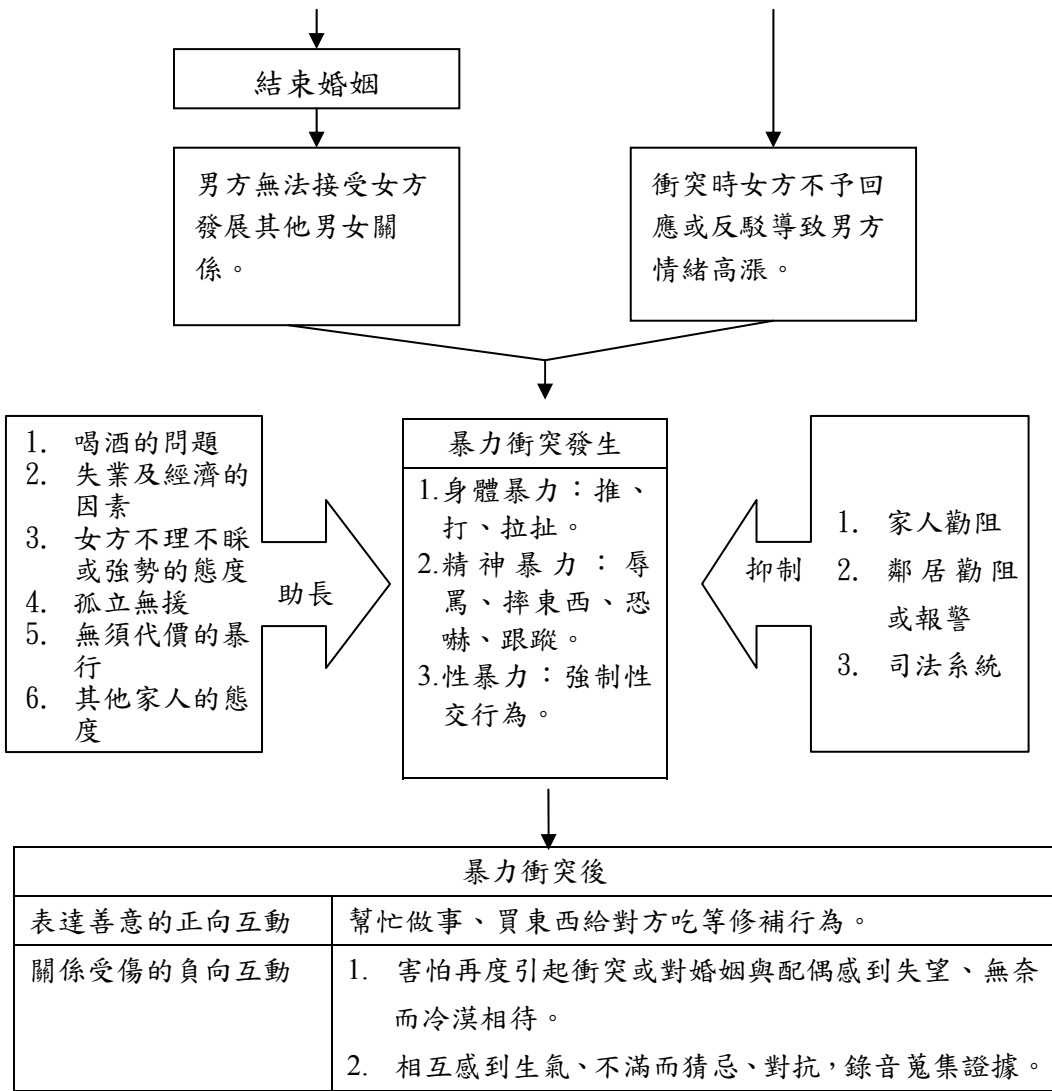 結束婚姻
男方無法接受女方
發展其他男女關
係。
衝突時女方不予回
應或反駁導致男方
情緒高漲。
1. 喝酒的問題
2. 失業及經濟的
因素
3. 女方不理不睬
或強勢的態度
4. 孤立無援
5. 無須代價的暴
行
6. 其他家人的態
度
助長
暴力衝突發生
1.身體暴力：推、
打、拉扯。
2.精神暴力：辱
罵、摔東西、恐
嚇、跟蹤。
3.性暴力：強制性
交行為。
抑制
1. 家人勸阻
2. 鄰居勸阻
或報警
3. 司法系統
暴力衝突後
表達善意的正向互動
幫忙做事、買東西給對方吃等修補行為。
關係受傷的負向互動
1. 害怕再度引起衝突或對婚姻與配偶感到失望、無奈
而冷漠相待。
2. 相互感到生氣、不滿而猜忌、對抗，錄音蒐集證據。